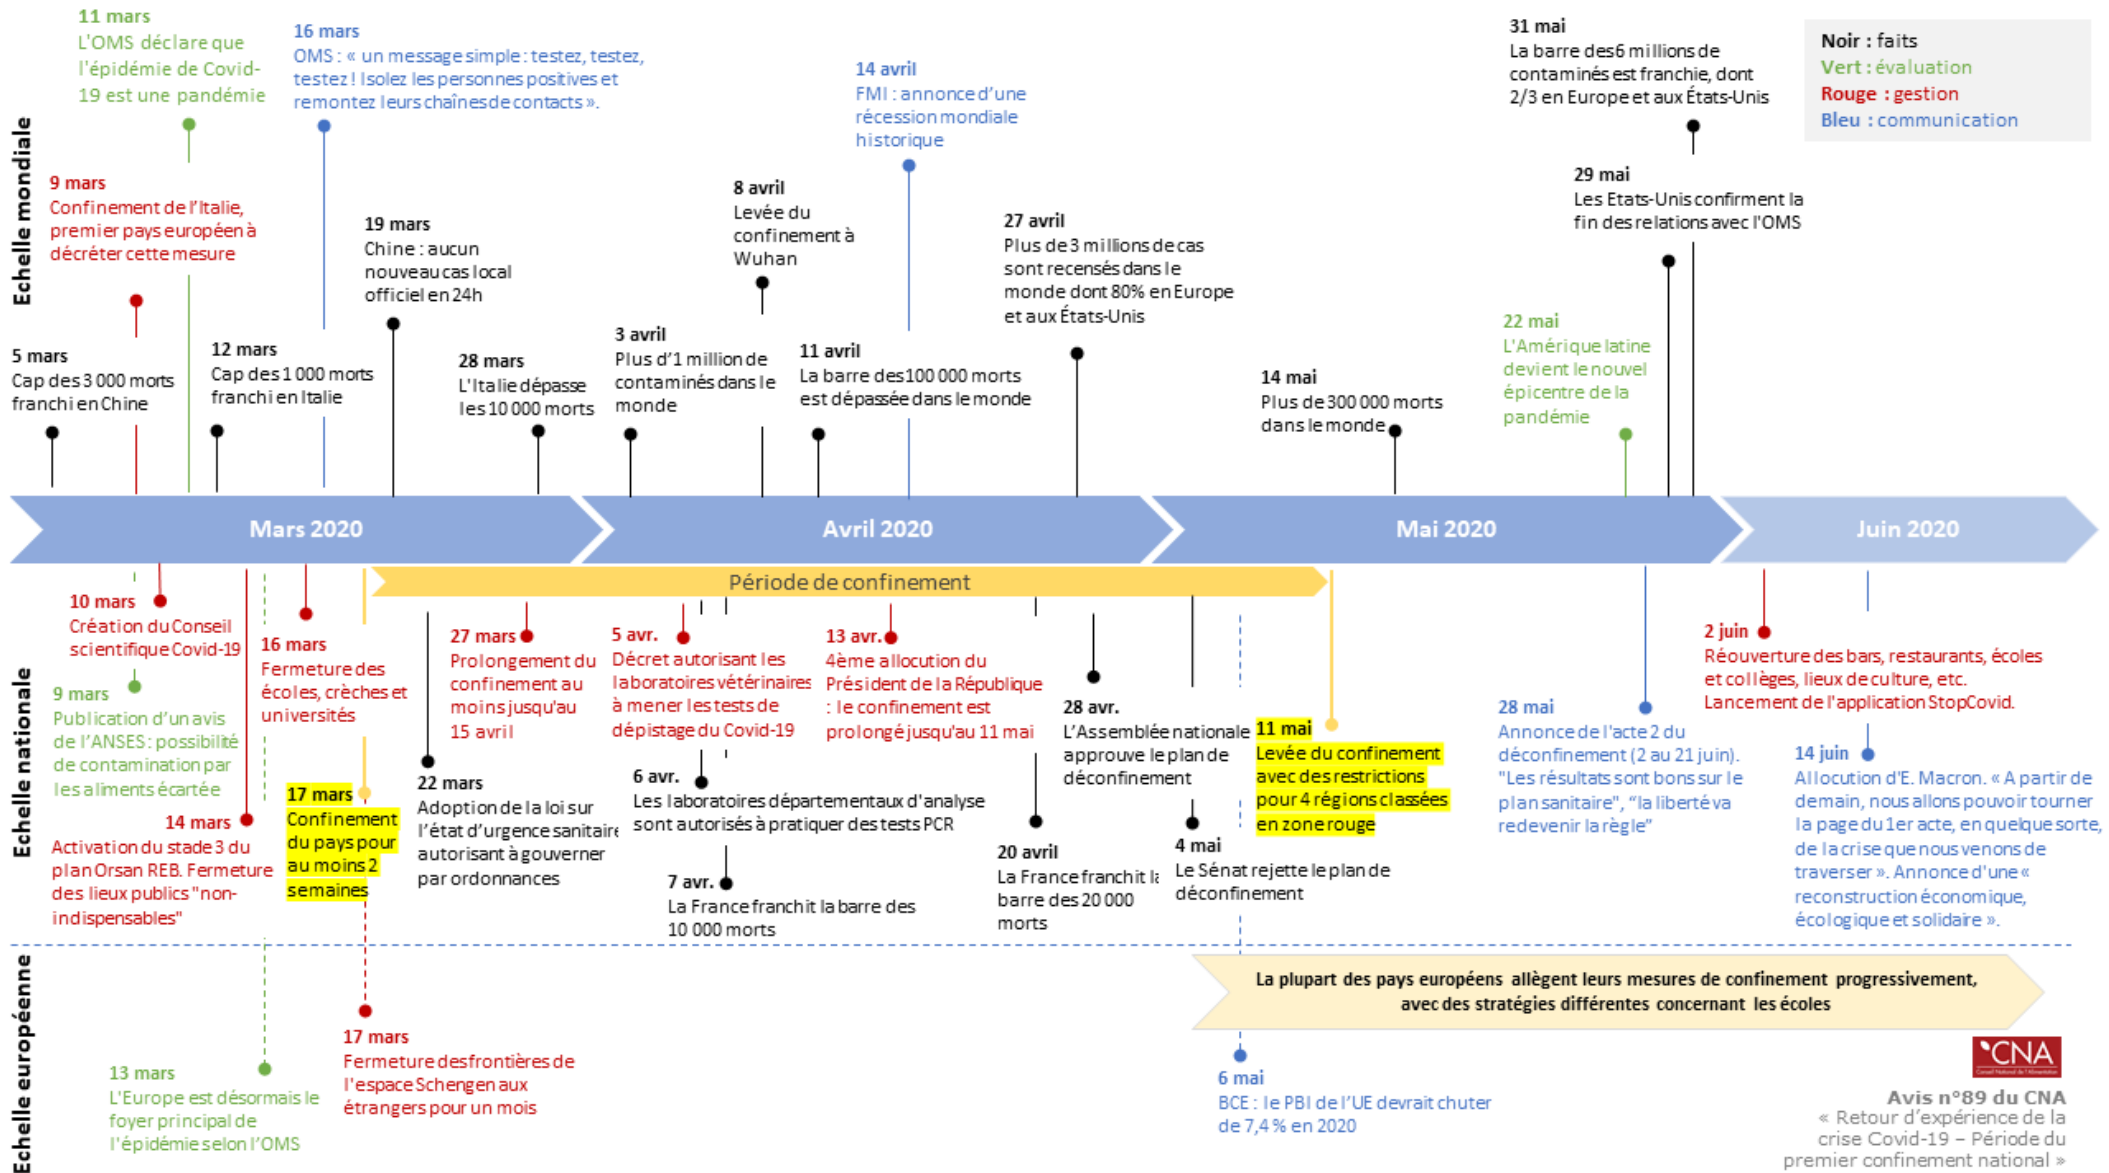 11 mars
L'OMS déclare que
l'épidémie de Covid-
19 est une pandémie
16 mars
OMS : « un message simple : testez, testez,
testez ! Isolez les personnes positives et
remontez leurs chaînes de contacts ».
14 avril
FMI : annonce d'une
récession mondiale
historique
31 mai
La barre des 6 millions de
contaminés est franchie, dont
2/3 en Europe et aux États-Unis
Noir : faits
Vert : évaluation
Rouge : gestion
Bleu : communication
Echelle mondiale
9 mars
Confinement de l'Italie,
premier pays européen à
décréter cette mesure
19 mars
Chine : aucun
nouveau cas local
officiel en 24h
8 avril
Levée du
confinement à
Wuhan
27 avril
Plus de 3 millions de cas
sont recensés dans le
monde dont 80% en Europe
et aux États-Unis
29 mai
Les Etats-Unis confirment la
fin des relations avec l'OMS
5 mars
Cap des 3 000 morts
franchi en Chine
12 mars
Cap des 1 000 morts
franchi en Italie
28 mars
L'Italie dépasse
les 10 000 morts
3 avril
Plus d'1 million de
contaminés dans le
monde
11 avril
La barre des 100 000 morts
est dépassée dans le monde
14 mai
Plus de 300 000 morts
dans le monde
22 mai
L'Amérique latine
devient le nouvel
épicentre de la
pandémie
Mars 2020
Avril 2020
Mai 2020
Juin 2020
Période de confinement
Echelle nationale
10 mars
Création du Conseil
scientifique Covid-19
9 mars
Publication d'un avis
de l'ANSES : possibilité
de contamination par
les aliments écartée
14 mars
Activation du stade 3 du
plan Orsan REB. Fermeture
des lieux publics "non-
indispensables"
16 mars
Fermeture des
écoles, crèches et
universités
17 mars
Confinement
du pays pour
au moins 2
semaines
22 mars
Adoption de la loi sur
l'état d'urgence sanitaire
autorisant à gouverner
par ordonnances
27 mars
Prolongement du
confinement au
moins jusqu'au
15 avril
5 avr.
Décret autorisant les
laboratoires vétérinaires
à mener les tests de
dépistage du Covid-19
6 avr.
Les laboratoires départementaux d'analyse
sont autorisés à pratiquer des tests PCR
7 avr.
La France franchit la barre des
10 000 morts
13 avr.
4ème allocution du
Président de la République
: le confinement est
prolongé jusqu'au 11 mai
20 avril
La France franchit la
barre des 20 000
morts
28 avr.
L'Assemblée nationale
approuve le plan de
déconfinement
4 mai
Le Sénat rejette le plan de
déconfinement
11 mai
Levée du confinement
avec des restrictions
pour 4 régions classées
en zone rouge
28 mai
Annonce de l'acte 2 du
déconfinement (2 au 21 juin).
"Les résultats sont bons sur le
plan sanitaire", "la liberté va
redevenir la règle"
2 juin
Réouverture des bars, restaurants, écoles
et collèges, lieux de culture, etc.
Lancement de l'application StopCovid.
14 juin
Allocution d'E. Macron. « A partir de
demain, nous allons pouvoir tourner
la page du 1er acte, en quelque sorte,
de la crise que nous venons de
traverser ». Annonce d'une «
reconstruction économique,
écologique et solidaire ».
Echelle européenne
13 mars
L'Europe est désormais le
foyer principal de
l'épidémie selon l'OMS
17 mars
Fermeture des frontières de
l'espace Schengen aux
étrangers pour un mois
La plupart des pays européens allègent leurs mesures de confinement progressivement,
avec des stratégies différentes concernant les écoles
6 mai
BCE : le PBI de l'UE devrait chuter
de 7,4 % en 2020
CNA
Conseil National de l'Alimentation
Avis n°89 du CNA
« Retour d'expérience de la
crise Covid-19 – Période du
premier confinement national »